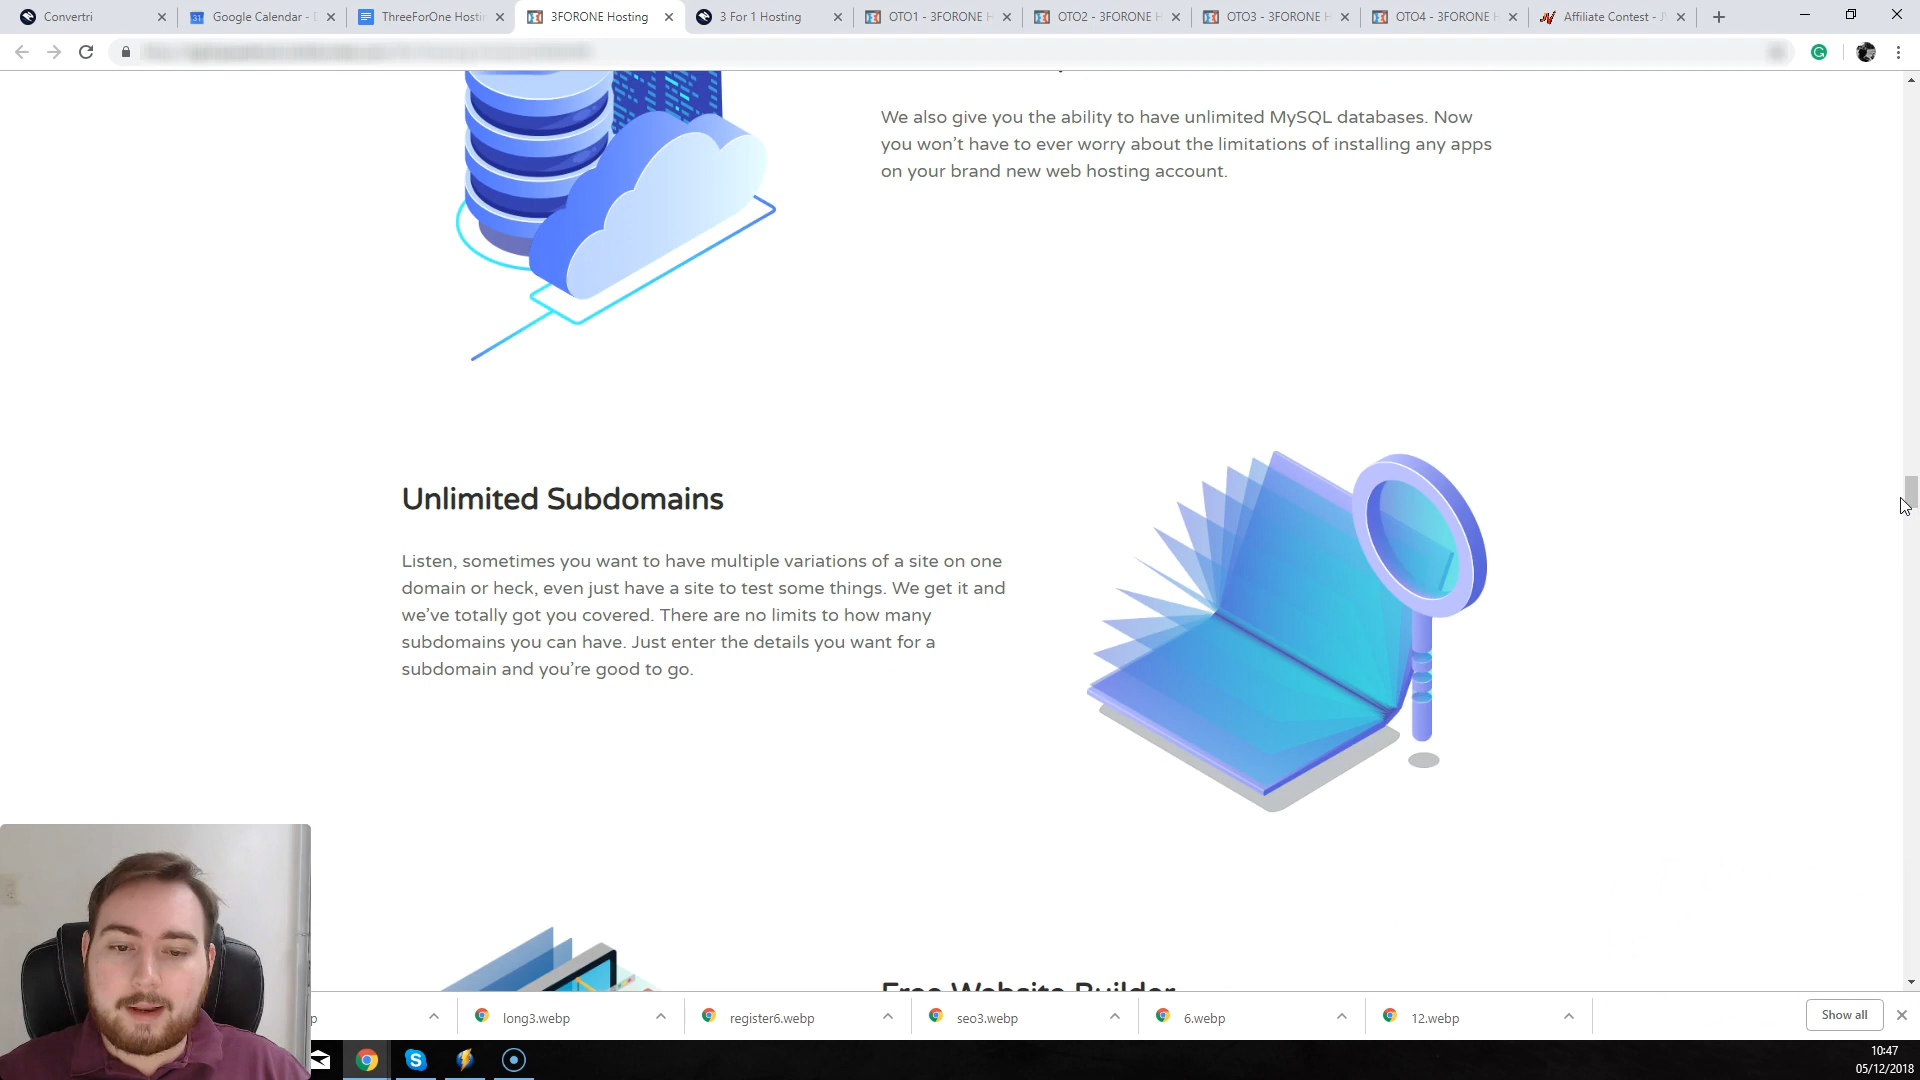 Convertri
Google Calendar - D
ThreeForOne Hostin
3FORONE Hosting
3 For 1 Hosting
OTO1 - 3FORONE H
OTO2 - 3FORONE H
OTO3 - 3FORONE H
OTO4 - 3FORONE H
Affiliate Contest - JV
We also give you the ability to have unlimited MySQL databases. Now
you won't have to ever worry about the limitations of installing any apps
on your brand new web hosting account.
Unlimited Subdomains
Listen, sometimes you want to have multiple variations of a site on one
domain or heck, even just have a site to test some things. We get it and
we've totally got you covered. There are no limits to how many
subdomains you can have. Just enter the details you want for a
subdomain and you're good to go.
Free Website Builder
p
long3.webp
register6.webp
seo3.webp
6.webp
12.webp
Show all
10:47
05/12/2018